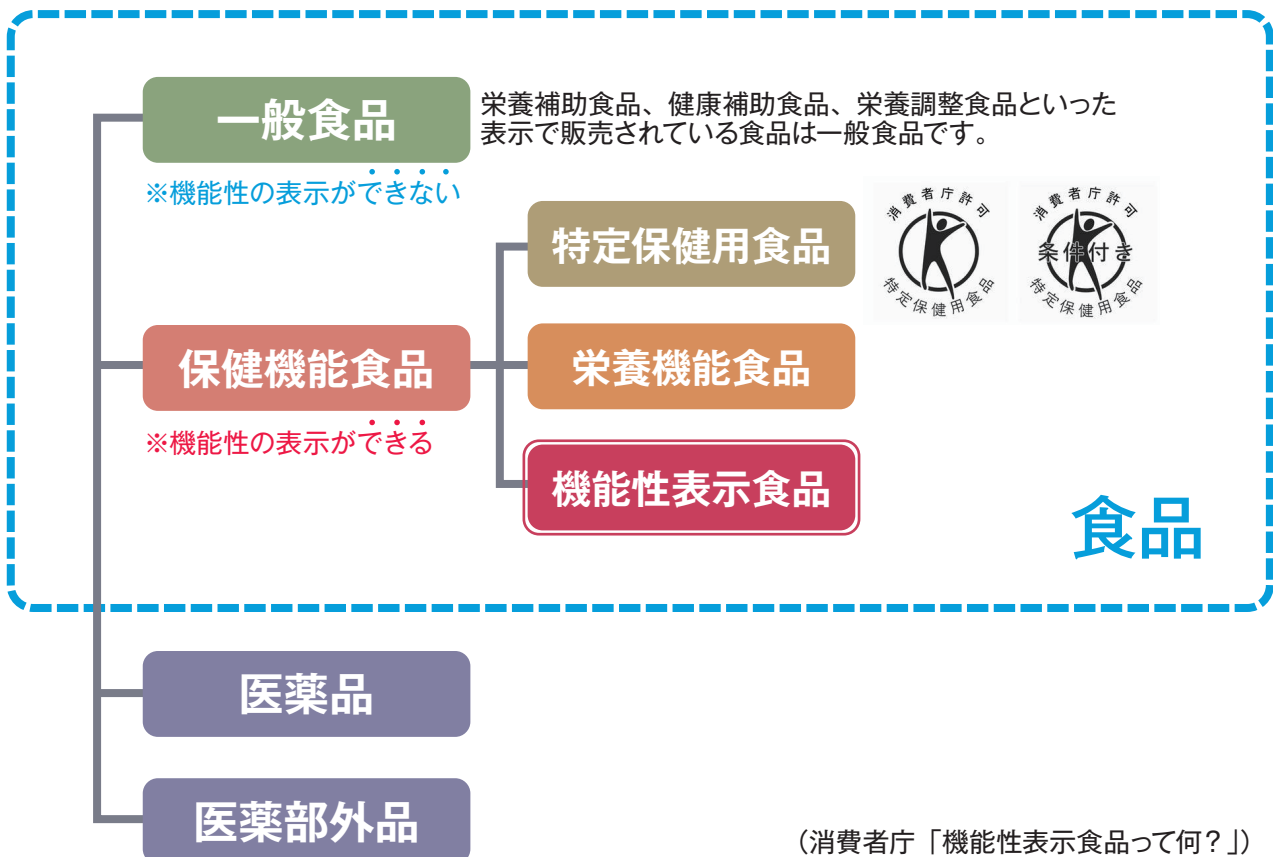 一般食品
栄養補助食品、健康補助食品、栄養調整食品といった
表示で販売されている食品は一般食品です。
※機能性の表示ができない
特定保健用食品
消費者庁許可
特定保健用食品
消費者庁許可
条件付き
特定保健用食品
保健機能食品
※機能性の表示ができる
栄養機能食品
機能性表示食品
食品
医薬品
医薬部外品
（消費者庁「機能性表示食品って何？」）